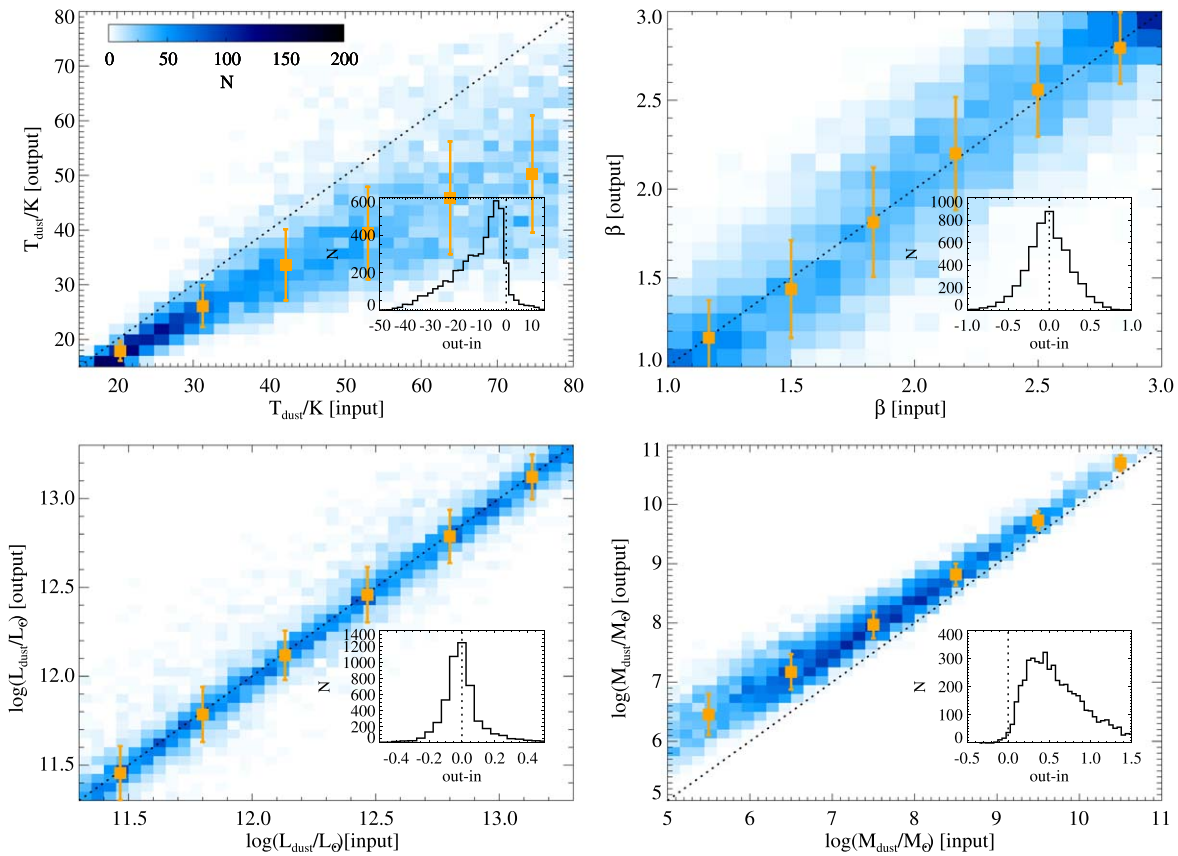 80
70
60
50
40
30
20
T_dust/K [output]
0 50 100 150 200
N
600
400
200
0
N
-50 -40 -30 -20 -10 0 10
out-in
20 30 40 50 60 70 80
T_dust/K [input]
3.0
2.5
2.0
1.5
1.0
β [output]
1000
800
600
400
200
0
N
-1.0 -0.5 0.0 0.5 1.0
out-in
1.0 1.5 2.0 2.5 3.0
β [input]
13.0
12.5
12.0
11.5
log(L_dust/L_⊙) [output]
1400
1200
1000
800
600
400
200
0
N
-0.4 -0.2 0.0 0.2 0.4
out-in
11.5 12.0 12.5 13.0
log(L_dust/L_⊙)[input]
11
10
9
8
7
6
5
log(M_dust/M_⊙) [output]
400
300
200
100
0
N
-0.5 0.0 0.5 1.0 1.5
out-in
5 6 7 8 9 10 11
log(M_dust/M_⊙) [input]